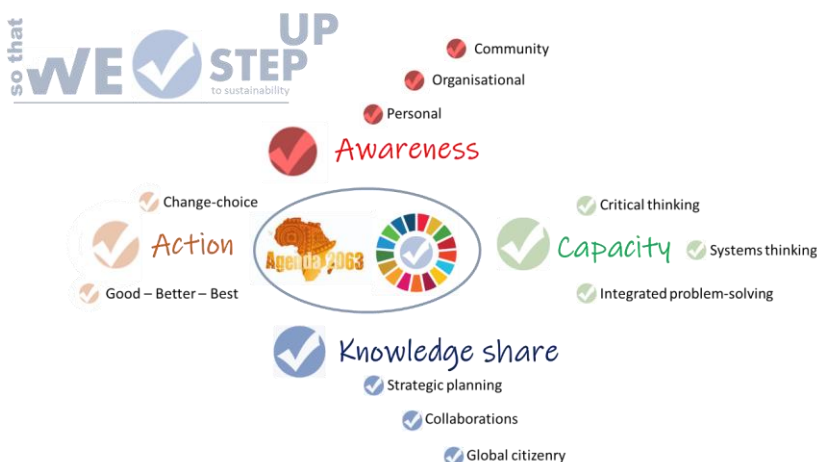 so that
WE STEP UP
to sustainability
Community
Organisational
Personal
Awareness
Change-choice
Action
Good – Better – Best
Agenda 2063
Critical thinking
Capacity
Systems thinking
Integrated problem-solving
Knowledge share
Strategic planning
Collaborations
Global citizenry